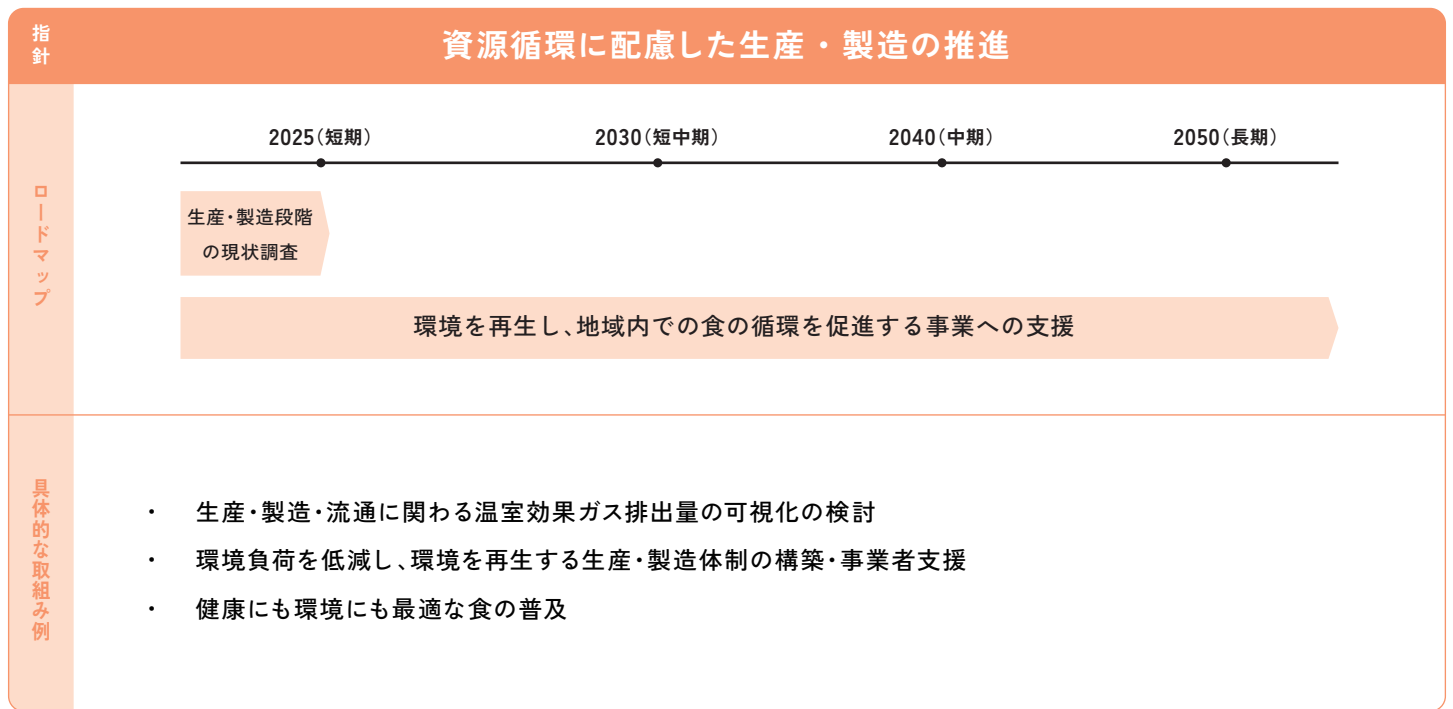 指針
資源循環に配慮した生産・製造の推進
ロードマップ
2025(短期)
2030(短中期)
2040(中期)
2050(長期)
生産・製造段階
の現状調査
環境を再生し、地域内での食の循環を促進する事業への支援
具体的な取組み例
・ 生産・製造・流通に関わる温室効果ガス排出量の可視化の検討
・ 環境負荷を低減し、環境を再生する生産・製造体制の構築・事業者支援
・ 健康にも環境にも最適な食の普及